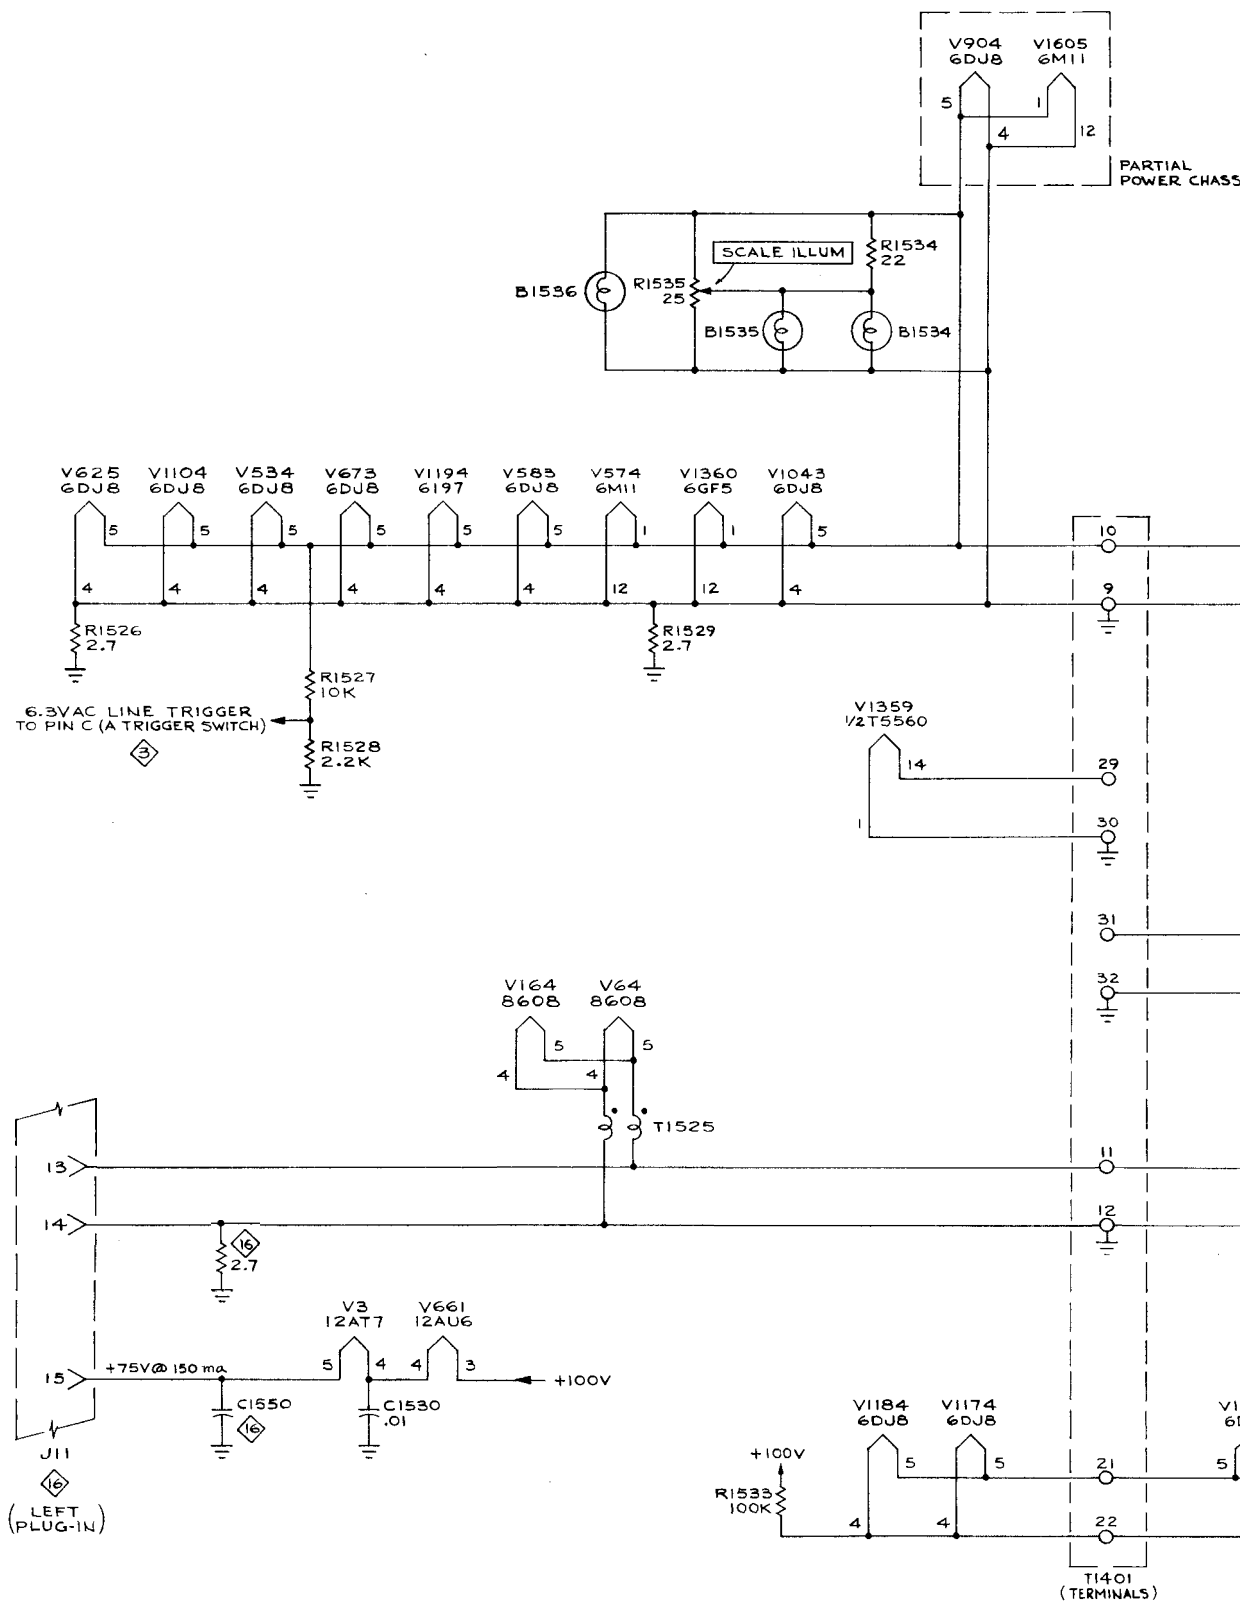 V904
6DJ8
V1605
6M11
5
1
4
12
PARTIAL
POWER CHASS
SCALE ILLUM
R1534
22
B1536
R1535
25
B1535
B1534
V625
6DJ8
V1104
6DJ8
V534
6DJ8
V673
6DJ8
V1194
6197
V583
6DJ8
V574
6M11
V1360
6GF5
V1043
6DJ8
5
5
5
5
5
5
1
1
5
10
4
4
4
4
4
4
12
12
4
9
R1526
2.7
R1529
2.7
R1527
10K
6.3VAC LINE TRIGGER
TO PIN C (A TRIGGER SWITCH)
3
R1528
2.2K
V1359
1/2T5560
14
29
1
30
31
32
V164
8608
V64
8608
5
5
4
4
T1525
13
11
14
12
16
2.7
V3
12AT7
V661
12AU6
15
+75V@ 150 ma
5
4
4
3
+100V
C1550
16
C1530
.01
J11
16
(LEFT
PLUG-IN)
V1184
6DJ8
V1174
6DJ8
V1
6D
+100V
5
5
21
5
R1533
100K
4
4
22
T1401
(TERMINALS)